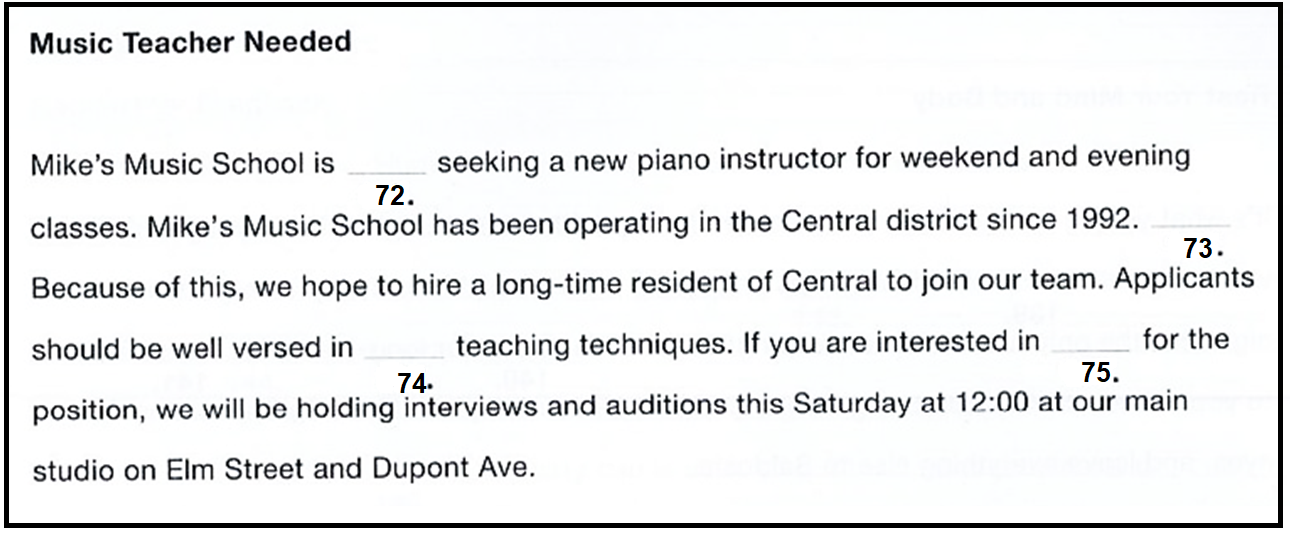 Music Teacher Needed
Mike's Music School is ____ seeking a new piano instructor for weekend and evening
72.
classes. Mike's Music School has been operating in the Central district since 1992. ____
73.
Because of this, we hope to hire a long-time resident of Central to join our team. Applicants
should be well versed in ____ teaching techniques. If you are interested in ____ for the
74. 75.
position, we will be holding interviews and auditions this Saturday at 12:00 at our main
studio on Elm Street and Dupont Ave.